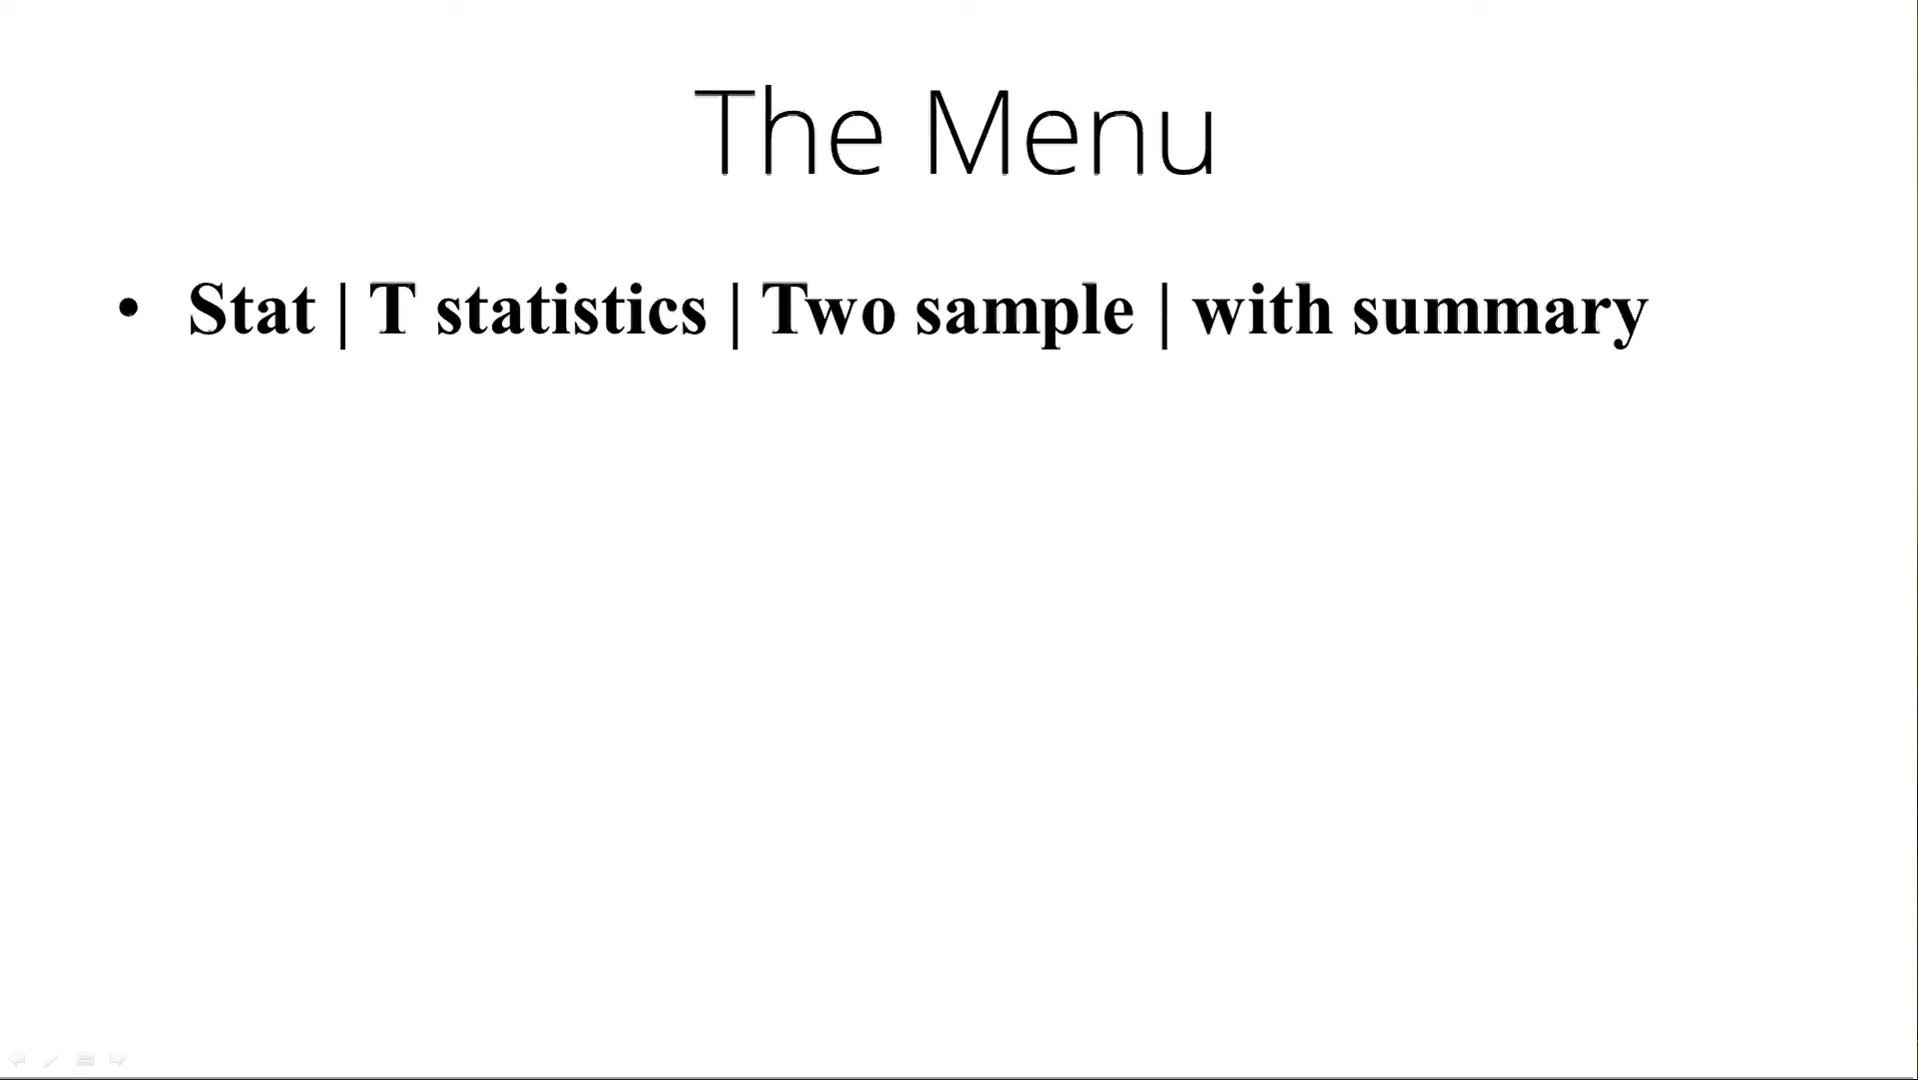 The Menu
• Stat | T statistics | Two sample | with summary